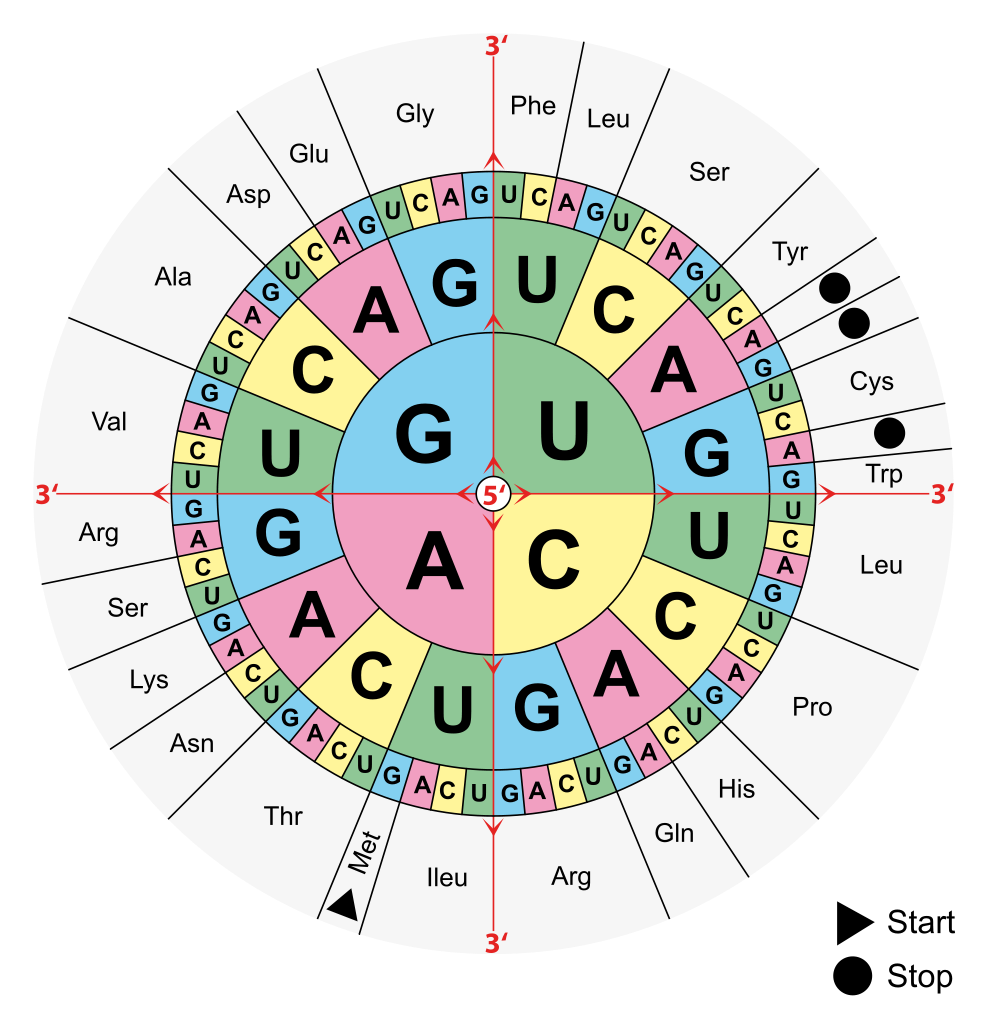 3‘
Phe
Leu
Ser
Tyr
Cys
Trp
3‘
Leu
Pro
His
Gln
Arg
3‘
Ileu
Met
Thr
Asn
Lys
Ser
Arg
3‘
Val
Ala
Asp
Glu
Gly
U C A G U C A G U C A G U C A G
U C A G U C A G U C A G U C A G
U C A G U C A G U C A G U C A G
U C A G U C A G U C A G U C A G
U C A G
U C A G
U C A G
U C A G
G U
5‘
A C
Start
Stop